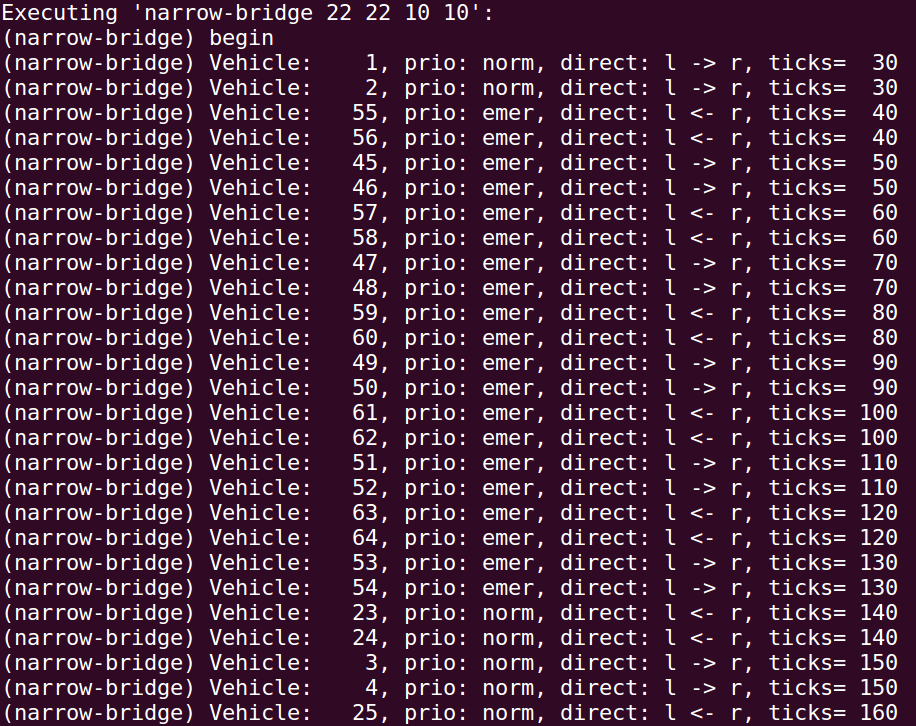 Executing 'narrow-bridge 22 22 10 10':
(narrow-bridge) begin
(narrow-bridge) Vehicle:    1, prio: norm, direct: l -> r, ticks=  30
(narrow-bridge) Vehicle:    2, prio: norm, direct: l -> r, ticks=  30
(narrow-bridge) Vehicle:   55, prio: emer, direct: l <- r, ticks=  40
(narrow-bridge) Vehicle:   56, prio: emer, direct: l <- r, ticks=  40
(narrow-bridge) Vehicle:   45, prio: emer, direct: l -> r, ticks=  50
(narrow-bridge) Vehicle:   46, prio: emer, direct: l -> r, ticks=  50
(narrow-bridge) Vehicle:   57, prio: emer, direct: l <- r, ticks=  60
(narrow-bridge) Vehicle:   58, prio: emer, direct: l <- r, ticks=  60
(narrow-bridge) Vehicle:   47, prio: emer, direct: l -> r, ticks=  70
(narrow-bridge) Vehicle:   48, prio: emer, direct: l -> r, ticks=  70
(narrow-bridge) Vehicle:   59, prio: emer, direct: l <- r, ticks=  80
(narrow-bridge) Vehicle:   60, prio: emer, direct: l <- r, ticks=  80
(narrow-bridge) Vehicle:   49, prio: emer, direct: l -> r, ticks=  90
(narrow-bridge) Vehicle:   50, prio: emer, direct: l -> r, ticks=  90
(narrow-bridge) Vehicle:   61, prio: emer, direct: l <- r, ticks= 100
(narrow-bridge) Vehicle:   62, prio: emer, direct: l <- r, ticks= 100
(narrow-bridge) Vehicle:   51, prio: emer, direct: l -> r, ticks= 110
(narrow-bridge) Vehicle:   52, prio: emer, direct: l -> r, ticks= 110
(narrow-bridge) Vehicle:   63, prio: emer, direct: l <- r, ticks= 120
(narrow-bridge) Vehicle:   64, prio: emer, direct: l <- r, ticks= 120
(narrow-bridge) Vehicle:   53, prio: emer, direct: l -> r, ticks= 130
(narrow-bridge) Vehicle:   54, prio: emer, direct: l -> r, ticks= 130
(narrow-bridge) Vehicle:   23, prio: norm, direct: l <- r, ticks= 140
(narrow-bridge) Vehicle:   24, prio: norm, direct: l <- r, ticks= 140
(narrow-bridge) Vehicle:    3, prio: norm, direct: l -> r, ticks= 150
(narrow-bridge) Vehicle:    4, prio: norm, direct: l -> r, ticks= 150
(narrow-bridge) Vehicle:   25, prio: norm, direct: l <- r, ticks= 160